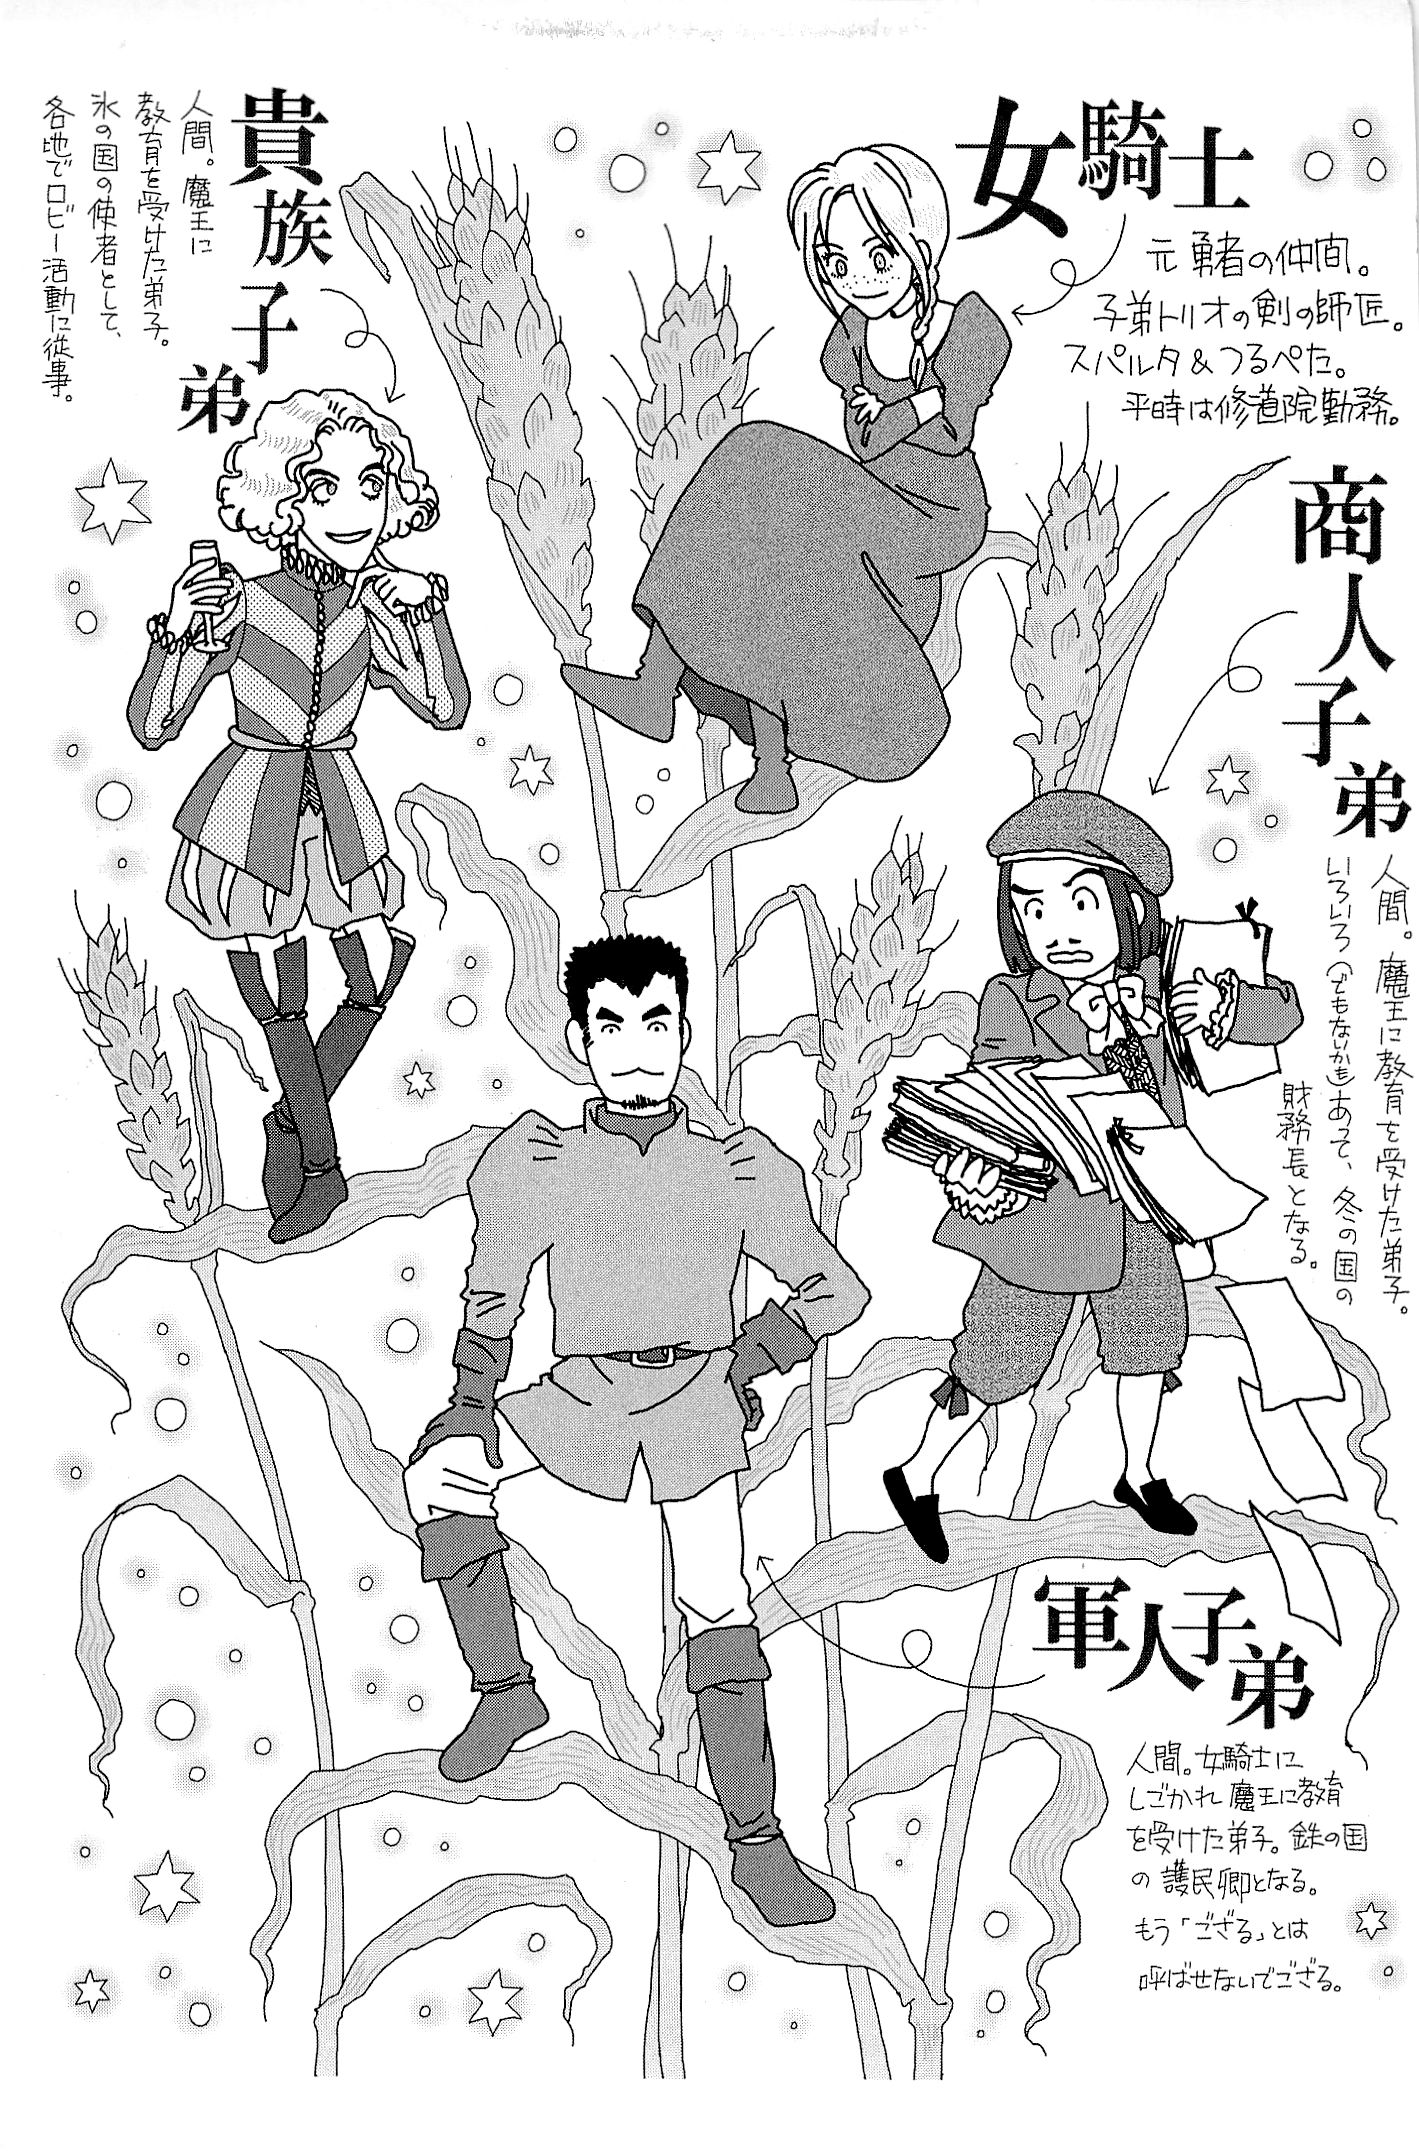 女騎士
元勇者の仲間。
子弟トリオの剣の師匠。
スパルタ&つるぺた。
平時は修道院勤務。
貴族子弟
人間。魔王に
教育を受けた弟子。
氷の国の使者として、
各地でロビー活動に従事。
商人子弟
人間。魔王に教育を受けた弟子。
いろいろ(でもないかも)あって、冬の国の
財務長となる。
軍人子弟
人間。女騎士に
しごかれ魔王に教育
を受けた弟子。鉄の国
の護民卿となる。
もう「ござる」とは
呼ばせないでござる。